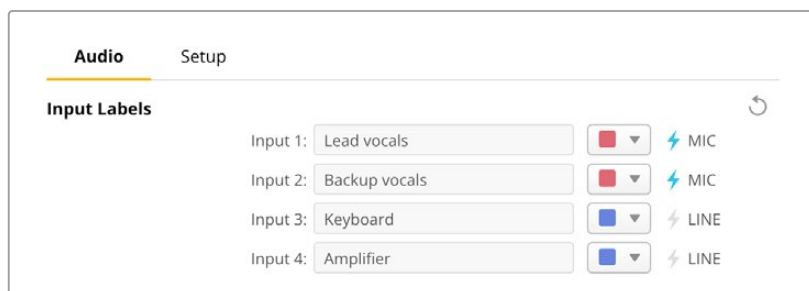 Audio Setup
Input Labels
Input 1: Lead vocals MIC
Input 2: Backup vocals MIC
Input 3: Keyboard LINE
Input 4: Amplifier LINE